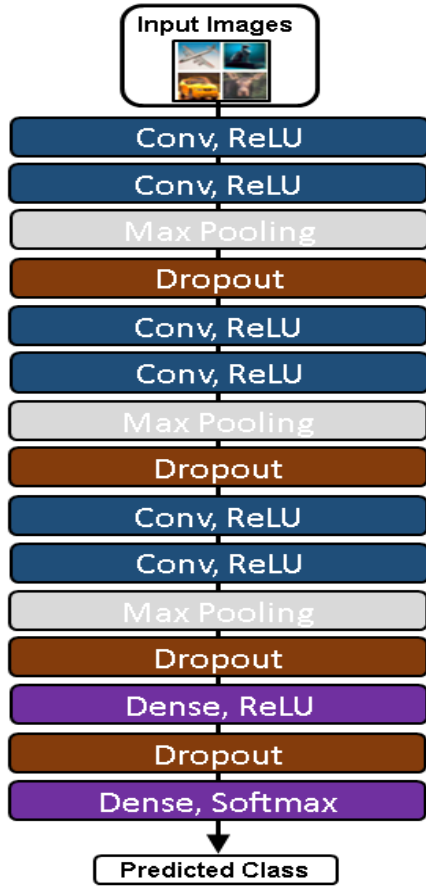 Input Images
Conv, ReLU
Conv, ReLU
Max Pooling
Dropout
Conv, ReLU
Conv, ReLU
Max Pooling
Dropout
Conv, ReLU
Conv, ReLU
Max Pooling
Dropout
Dense, ReLU
Dropout
Dense, Softmax
Predicted Class